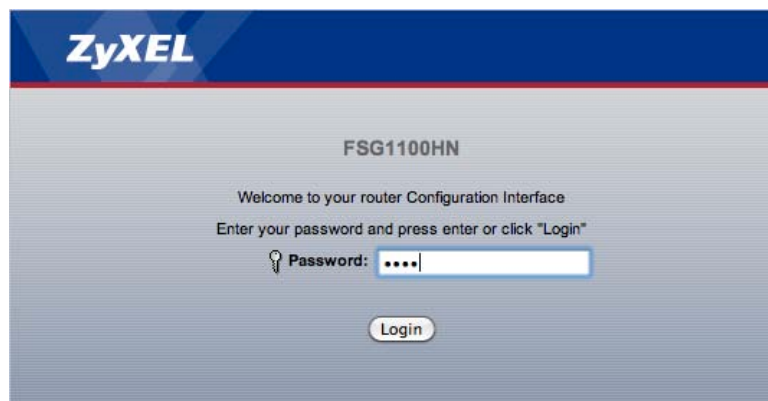 ZyXEL
FSG1100HN
Welcome to your router Configuration Interface
Enter your password and press enter or click "Login"
Password: ••••
Login